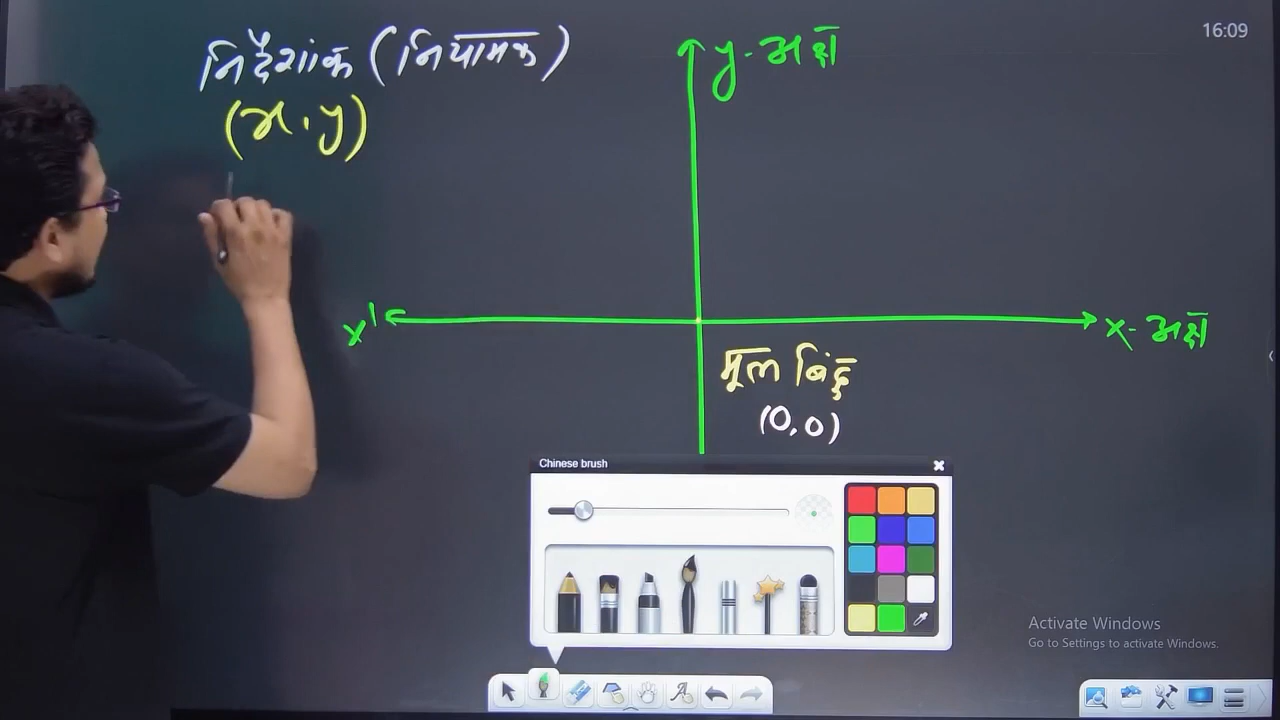 16:09
निर्देशांक (नियामक)
(x, y)
y-अक्ष
x'
x-अक्ष
मूल बिंदु
(0,0)
Chinese brush
Activate Windows
Go to Settings to activate Windows.